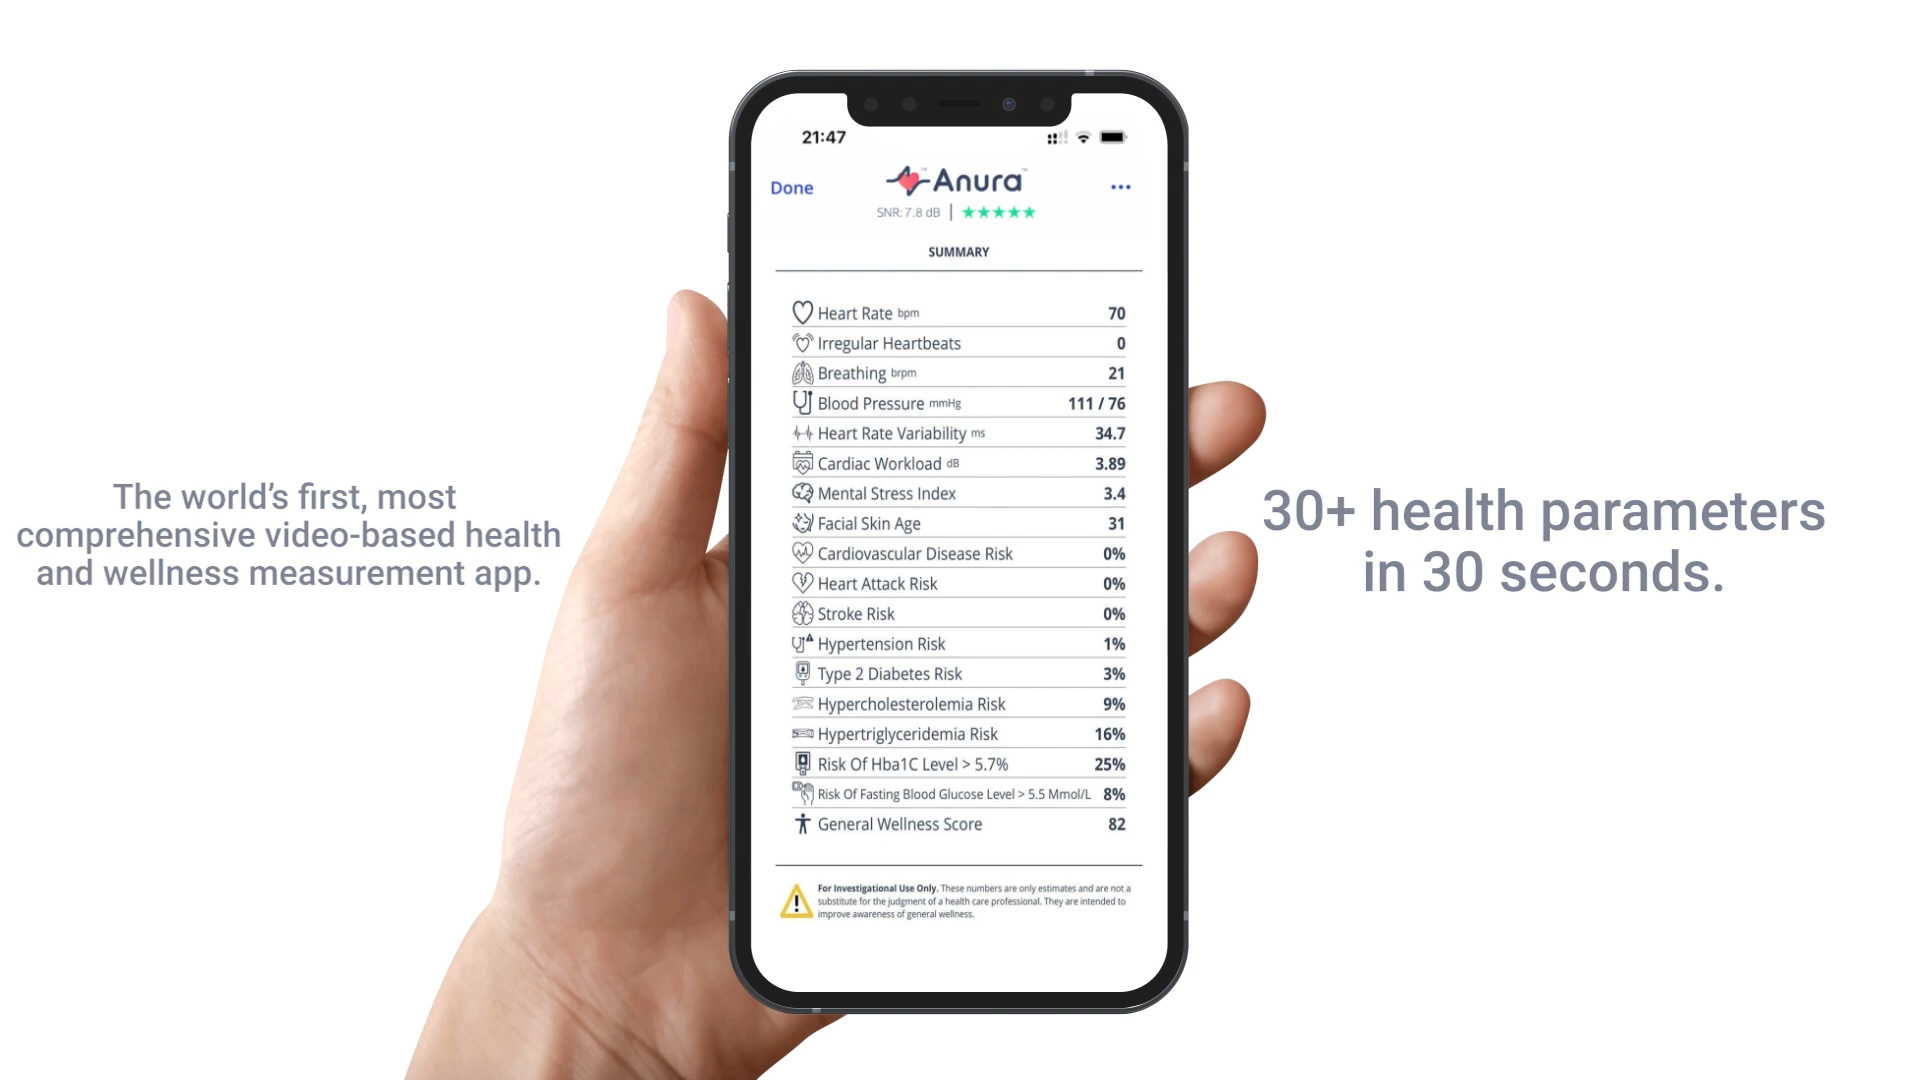 21:47
Done
Anura™
SNR: 7.8 dB | ★★★★★
SUMMARY
Heart Rate bpm 70
Irregular Heartbeats 0
Breathing brpm 21
Blood Pressure mmHg 111 / 76
Heart Rate Variability ms 34.7
Cardiac Workload dB 3.89
Mental Stress Index 3.4
Facial Skin Age 31
Cardiovascular Disease Risk 0%
Heart Attack Risk 0%
Stroke Risk 0%
Hypertension Risk 1%
Type 2 Diabetes Risk 3%
Hypercholesterolemia Risk 9%
Hypertriglyceridemia Risk 16%
Risk Of Hba1C Level > 5.7% 25%
Risk Of Fasting Blood Glucose Level > 5.5 Mmol/L 8%
General Wellness Score 82
For Investigational Use Only. These numbers are only estimates and are not a
substitute for the judgment of a health care professional. They are intended to
improve awareness of general wellness.
The world’s first, most
comprehensive video-based health
and wellness measurement app.
30+ health parameters
in 30 seconds.